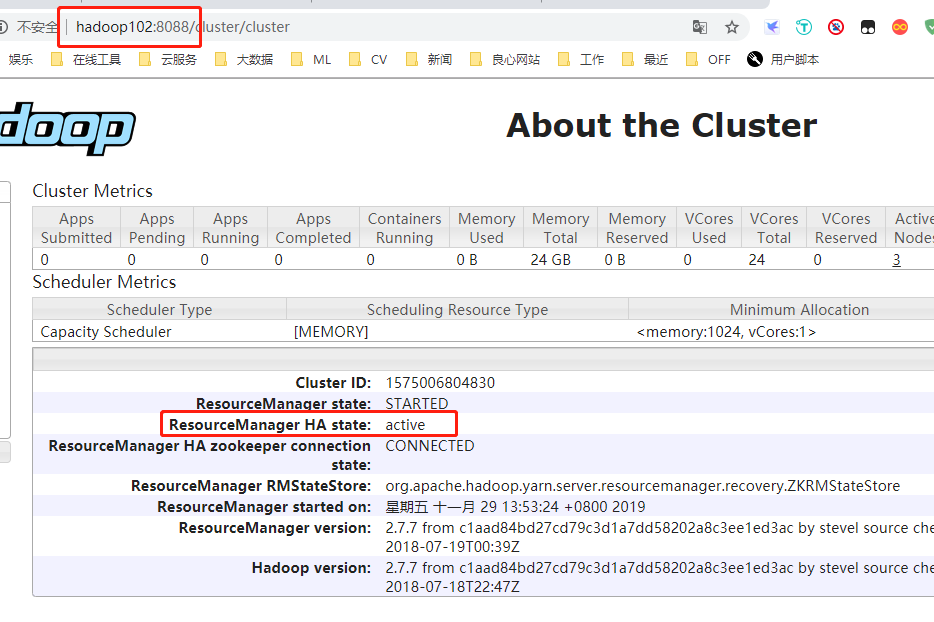 不安全 hadoop102:8088/cluster/cluster
娱乐 在线工具 云服务 大数据 ML CV 新闻 良心网站 工作 最近 OFF 用户脚本
doop
About the Cluster
Cluster Metrics
Apps Submitted Apps Pending Apps Running Apps Completed Containers Running Memory Used Memory Total Memory Reserved VCores Used VCores Total VCores Reserved Active Nodes
0 0 0 0 0 0 B 24 GB 0 B 0 24 0 3
Scheduler Metrics
Scheduler Type Scheduling Resource Type Minimum Allocation
Capacity Scheduler [MEMORY] <memory:1024, vCores:1>
Cluster ID: 1575006804830
ResourceManager state: STARTED
ResourceManager HA state: active
ResourceManager HA zookeeper connection state: CONNECTED
ResourceManager RMStateStore: org.apache.hadoop.yarn.server.resourcemanager.recovery.ZKRMStateStore
ResourceManager started on: 星期五 十一月 29 13:53:24 +0800 2019
ResourceManager version: 2.7.7 from c1aad84bd27cd79c3d1a7dd58202a8c3ee1ed3ac by stevel source che
2018-07-19T00:39Z
Hadoop version: 2.7.7 from c1aad84bd27cd79c3d1a7dd58202a8c3ee1ed3ac by stevel source che
2018-07-18T22:47Z